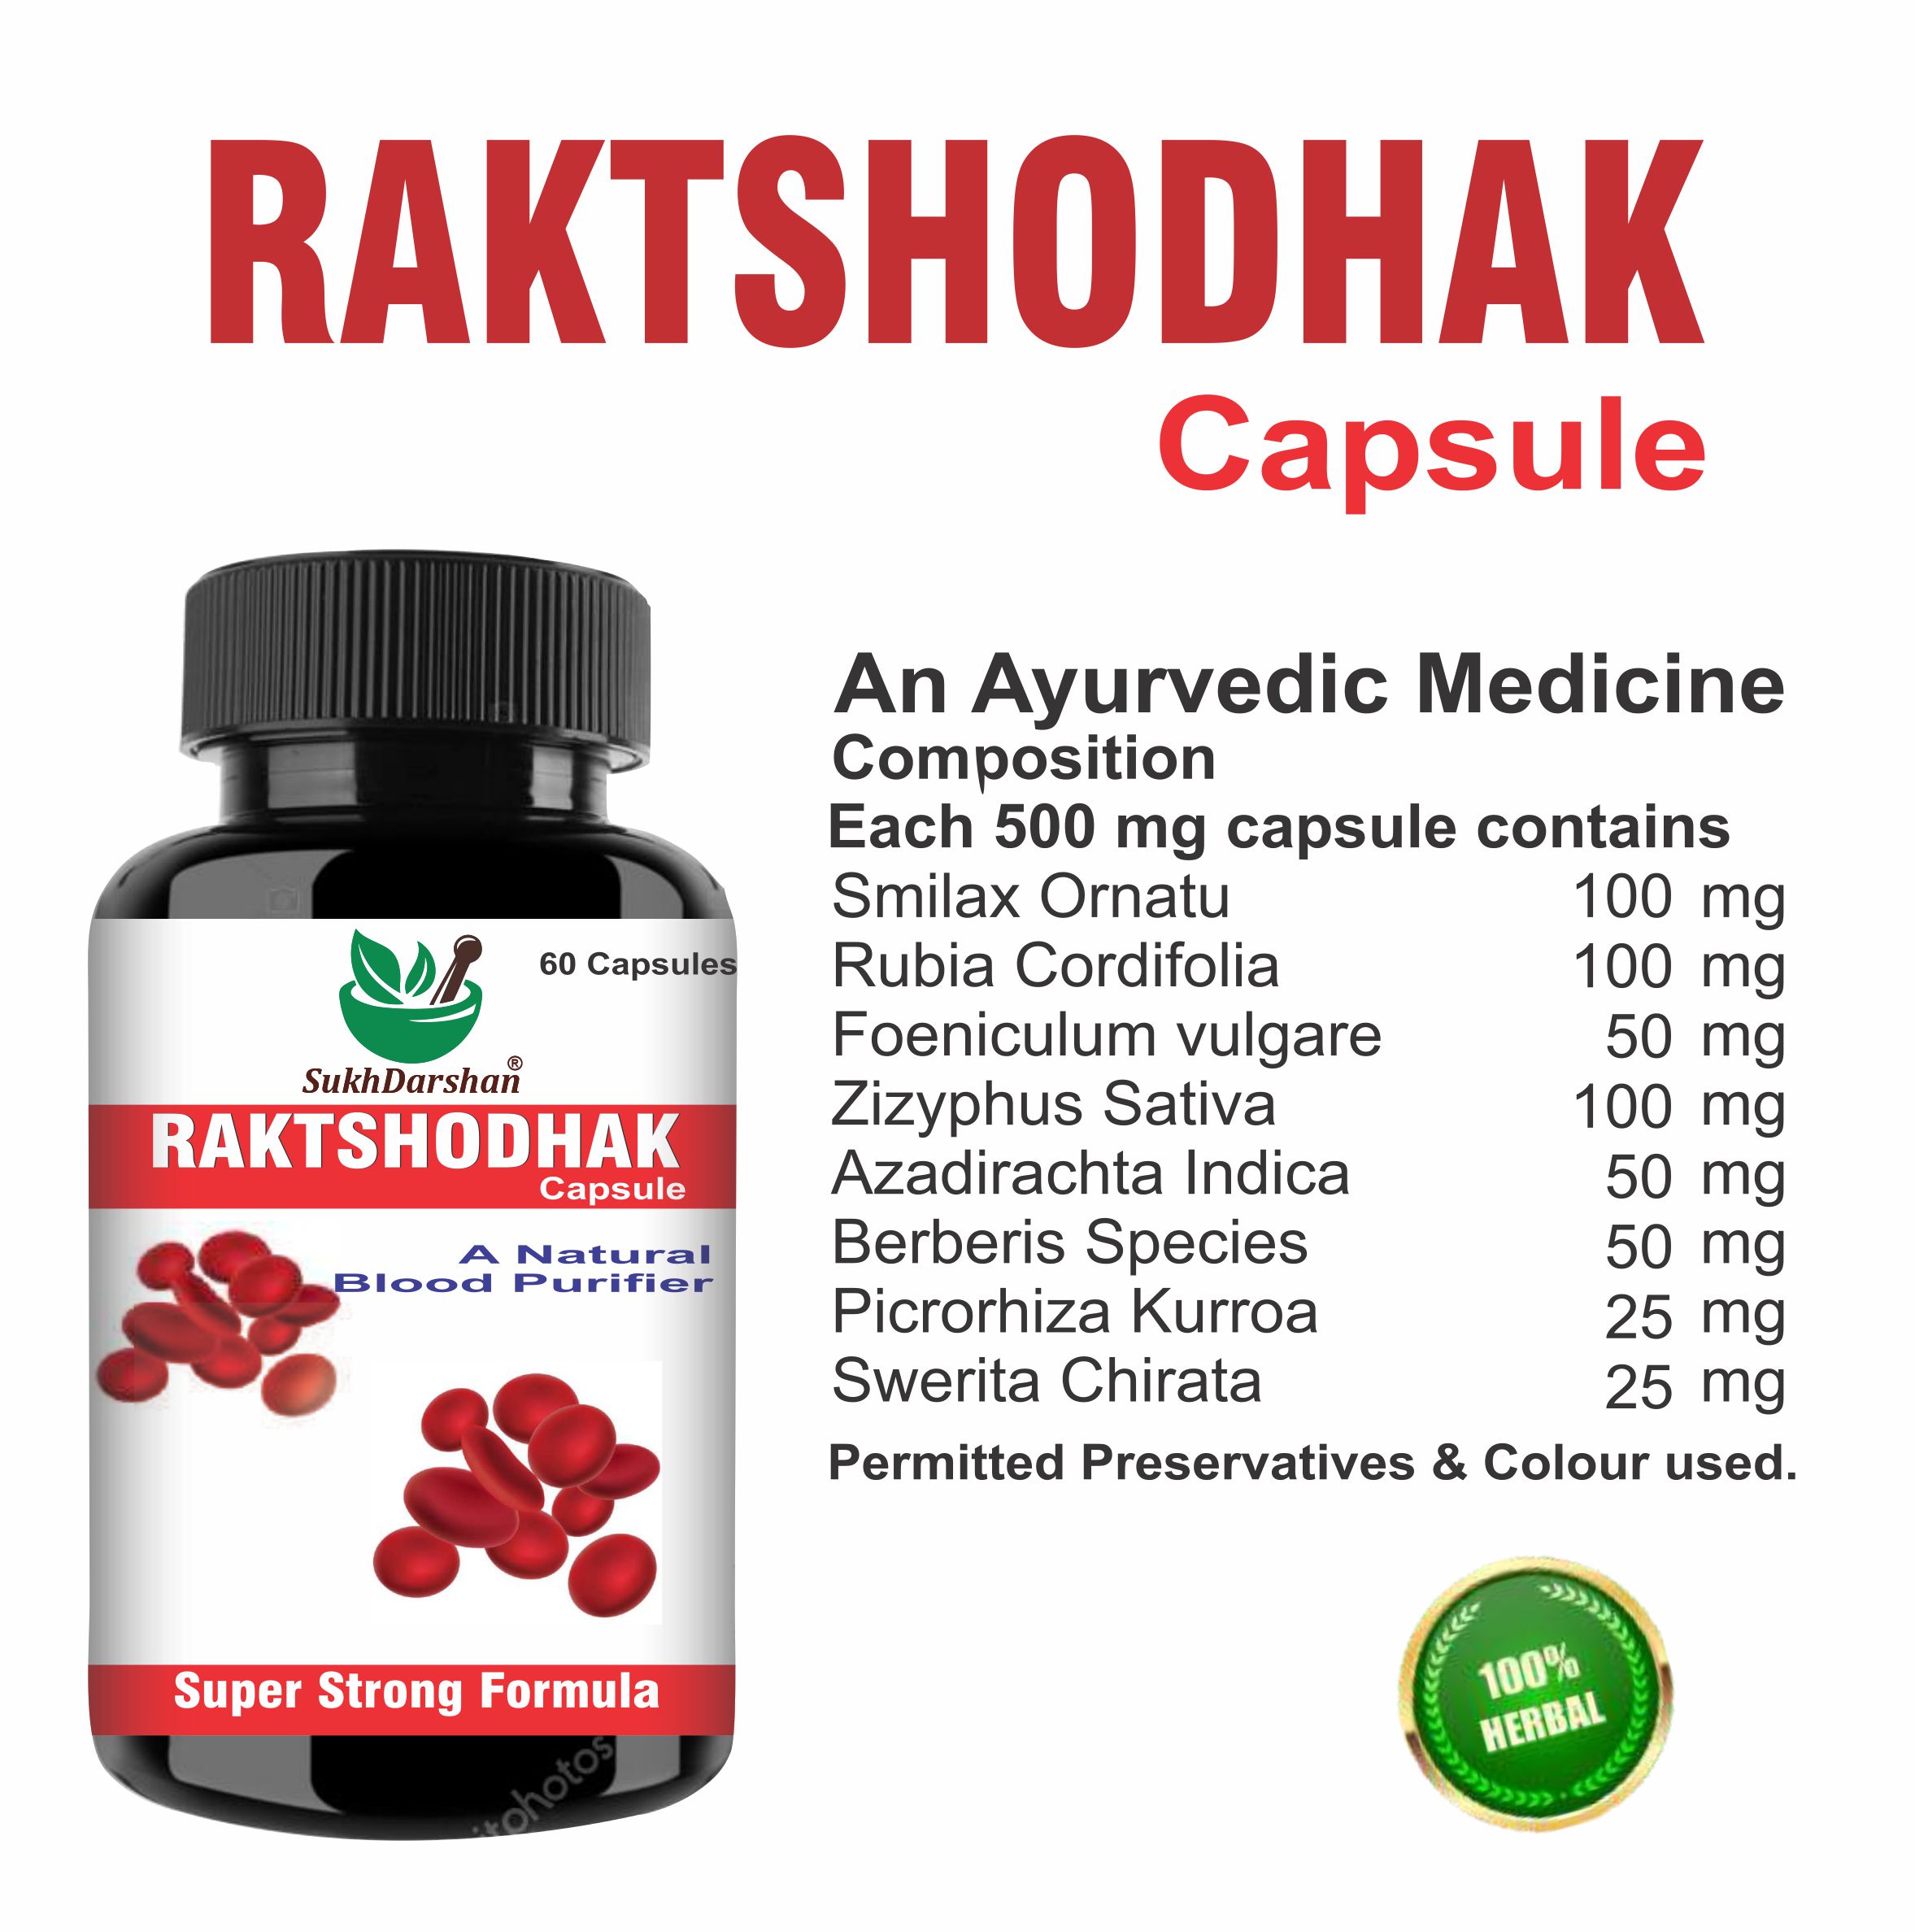 RAKTSHODHAK
Capsule
60 Capsules
SukhDarshan®
RAKTSHODHAK
Capsule
A Natural
Blood Purifier
Super Strong Formula
An Ayurvedic Medicine
Composition
Each 500 mg capsule contains
Smilax Ornatu 100 mg
Rubia Cordifolia 100 mg
Foeniculum vulgare 50 mg
Zizyphus Sativa 100 mg
Azadirachta Indica 50 mg
Berberis Species 50 mg
Picrorhiza Kurroa 25 mg
Swerita Chirata 25 mg
Permitted Preservatives & Colour used.
100%
HERBAL